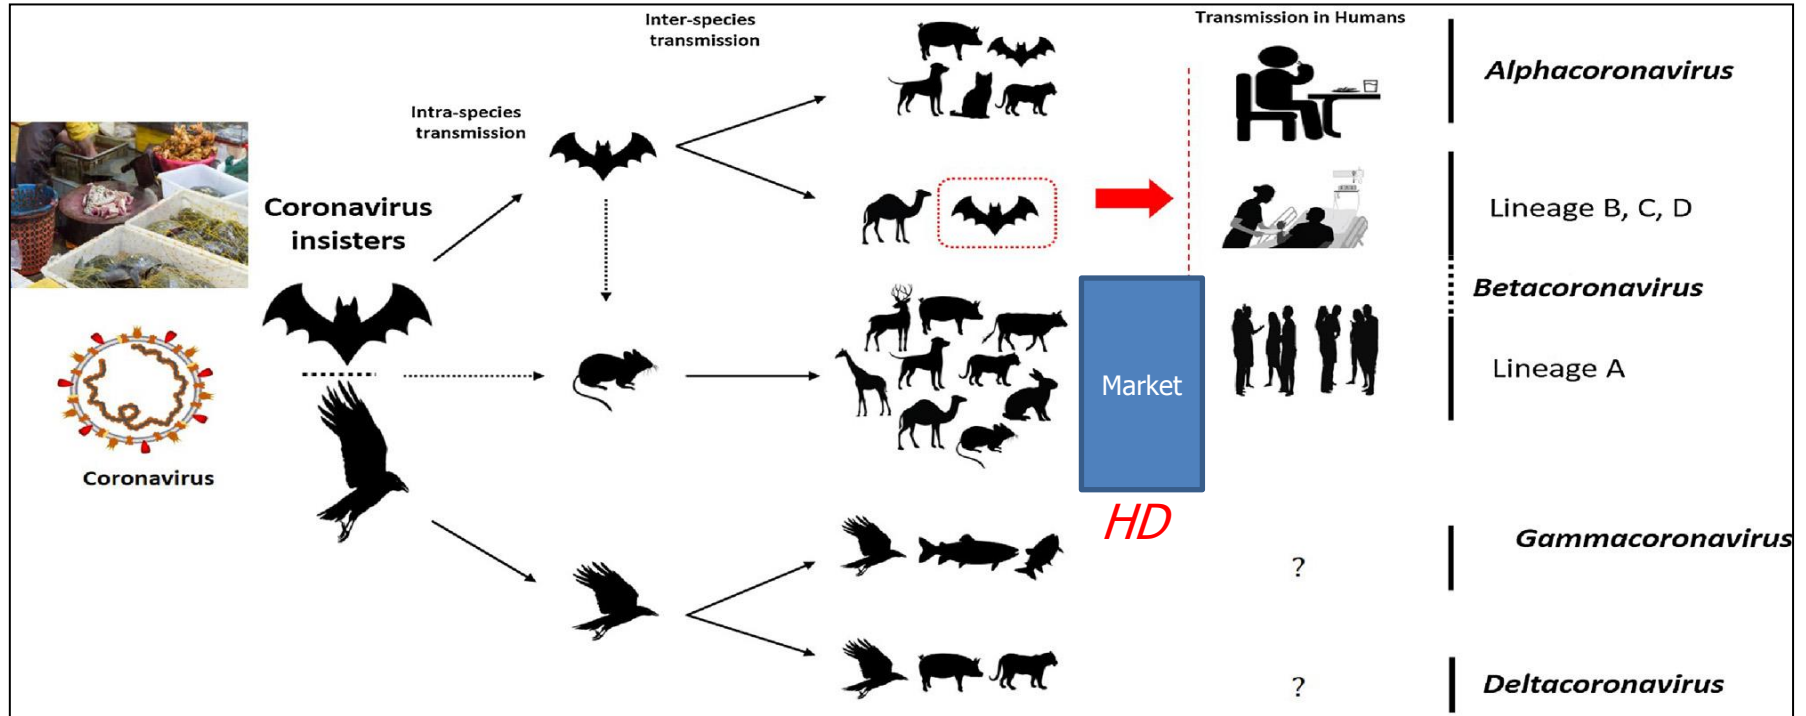 Inter-species
transmission
Transmission in Humans
Alphacoronavirus
Intra-species
transmission
Coronavirus
insisters
Lineage B, C, D
Betacoronavirus
Market
Lineage A
Coronavirus
HD
Gammacoronavirus
?
Deltacoronavirus
?